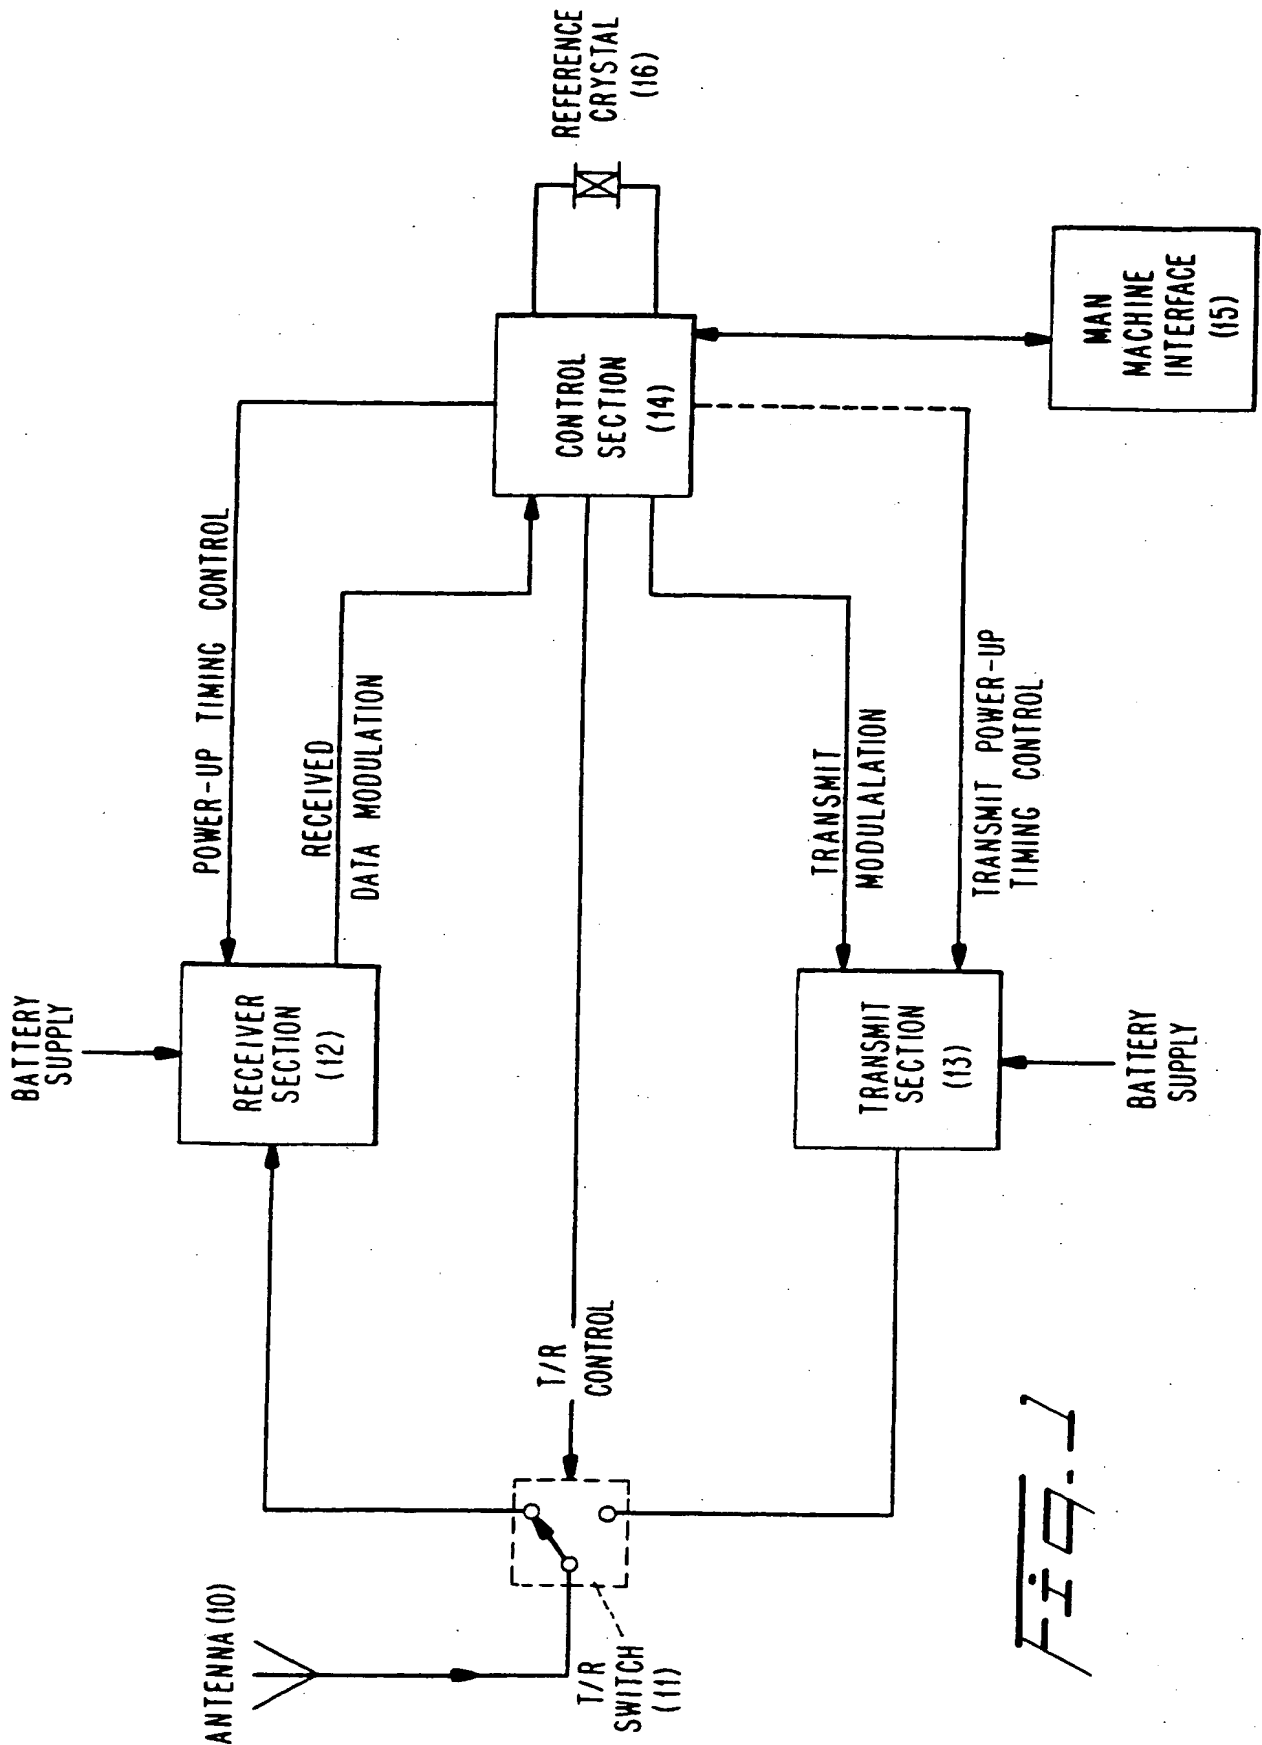 BATTERY
SUPPLY
RECEIVER
SECTION
(12)
POWER-UP TIMING CONTROL
RECEIVED
DATA MODULATION
REFERENCE
CRYSTAL
(16)
CONTROL
SECTION
(14)
ANTENNA (10)
T/R
SWITCH
(11)
T/R
CONTROL
TRANSMIT
MODULALATION
TRANSMIT SECTION
(13)
TRANSMIT POWER-UP
TIMING CONTROL
MAN
MACHINE
INTERFACE
(15)
BATTERY
SUPPLY
Fig. 1